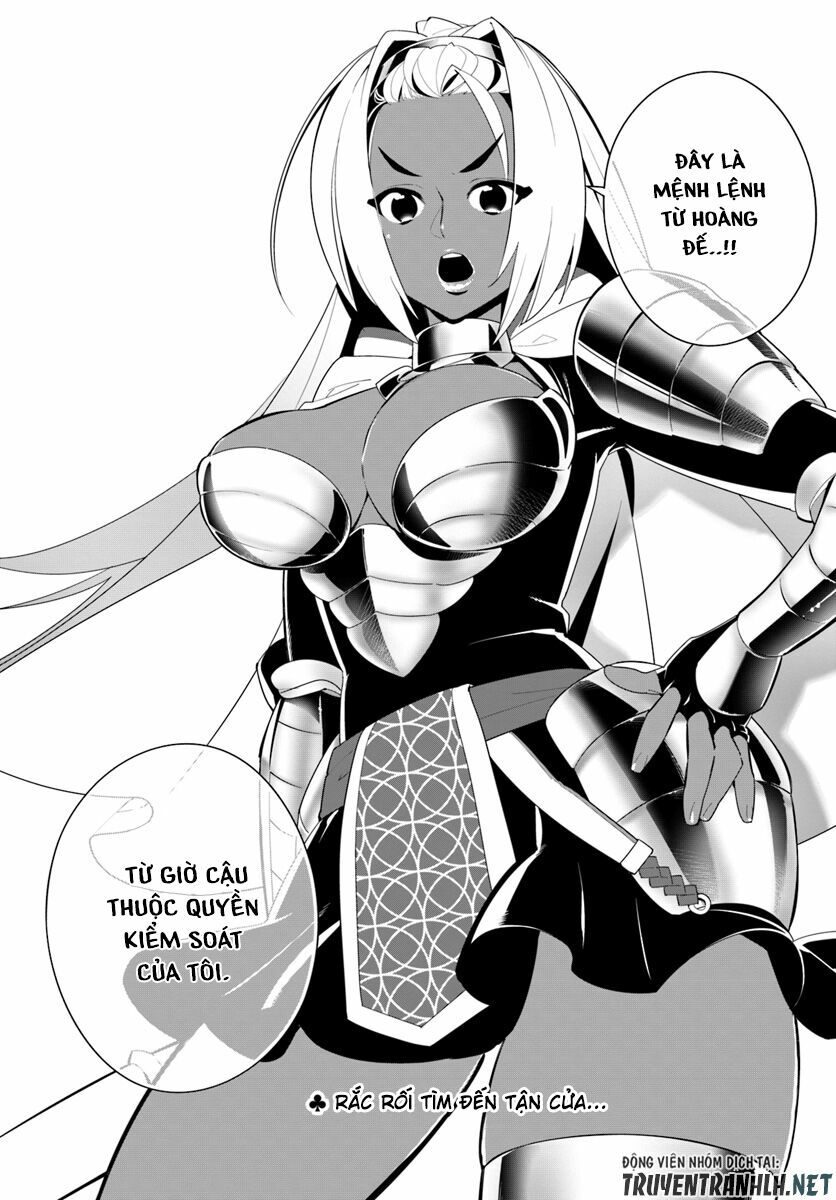 ĐÂY LÀ
MỆNH LỆNH
TỪ HOÀNG
ĐẾ..!!
TỪ GIỜ CẬU
THUỘC QUYỀN
KIỂM SOÁT
CỦA TÔI.
♣ RẮC RỐI TÌM ĐẾN TẬN CỬA...
ĐỘNG VIÊN NHÓM DỊCH TẠI:
TRUYENTRANHLH.NET